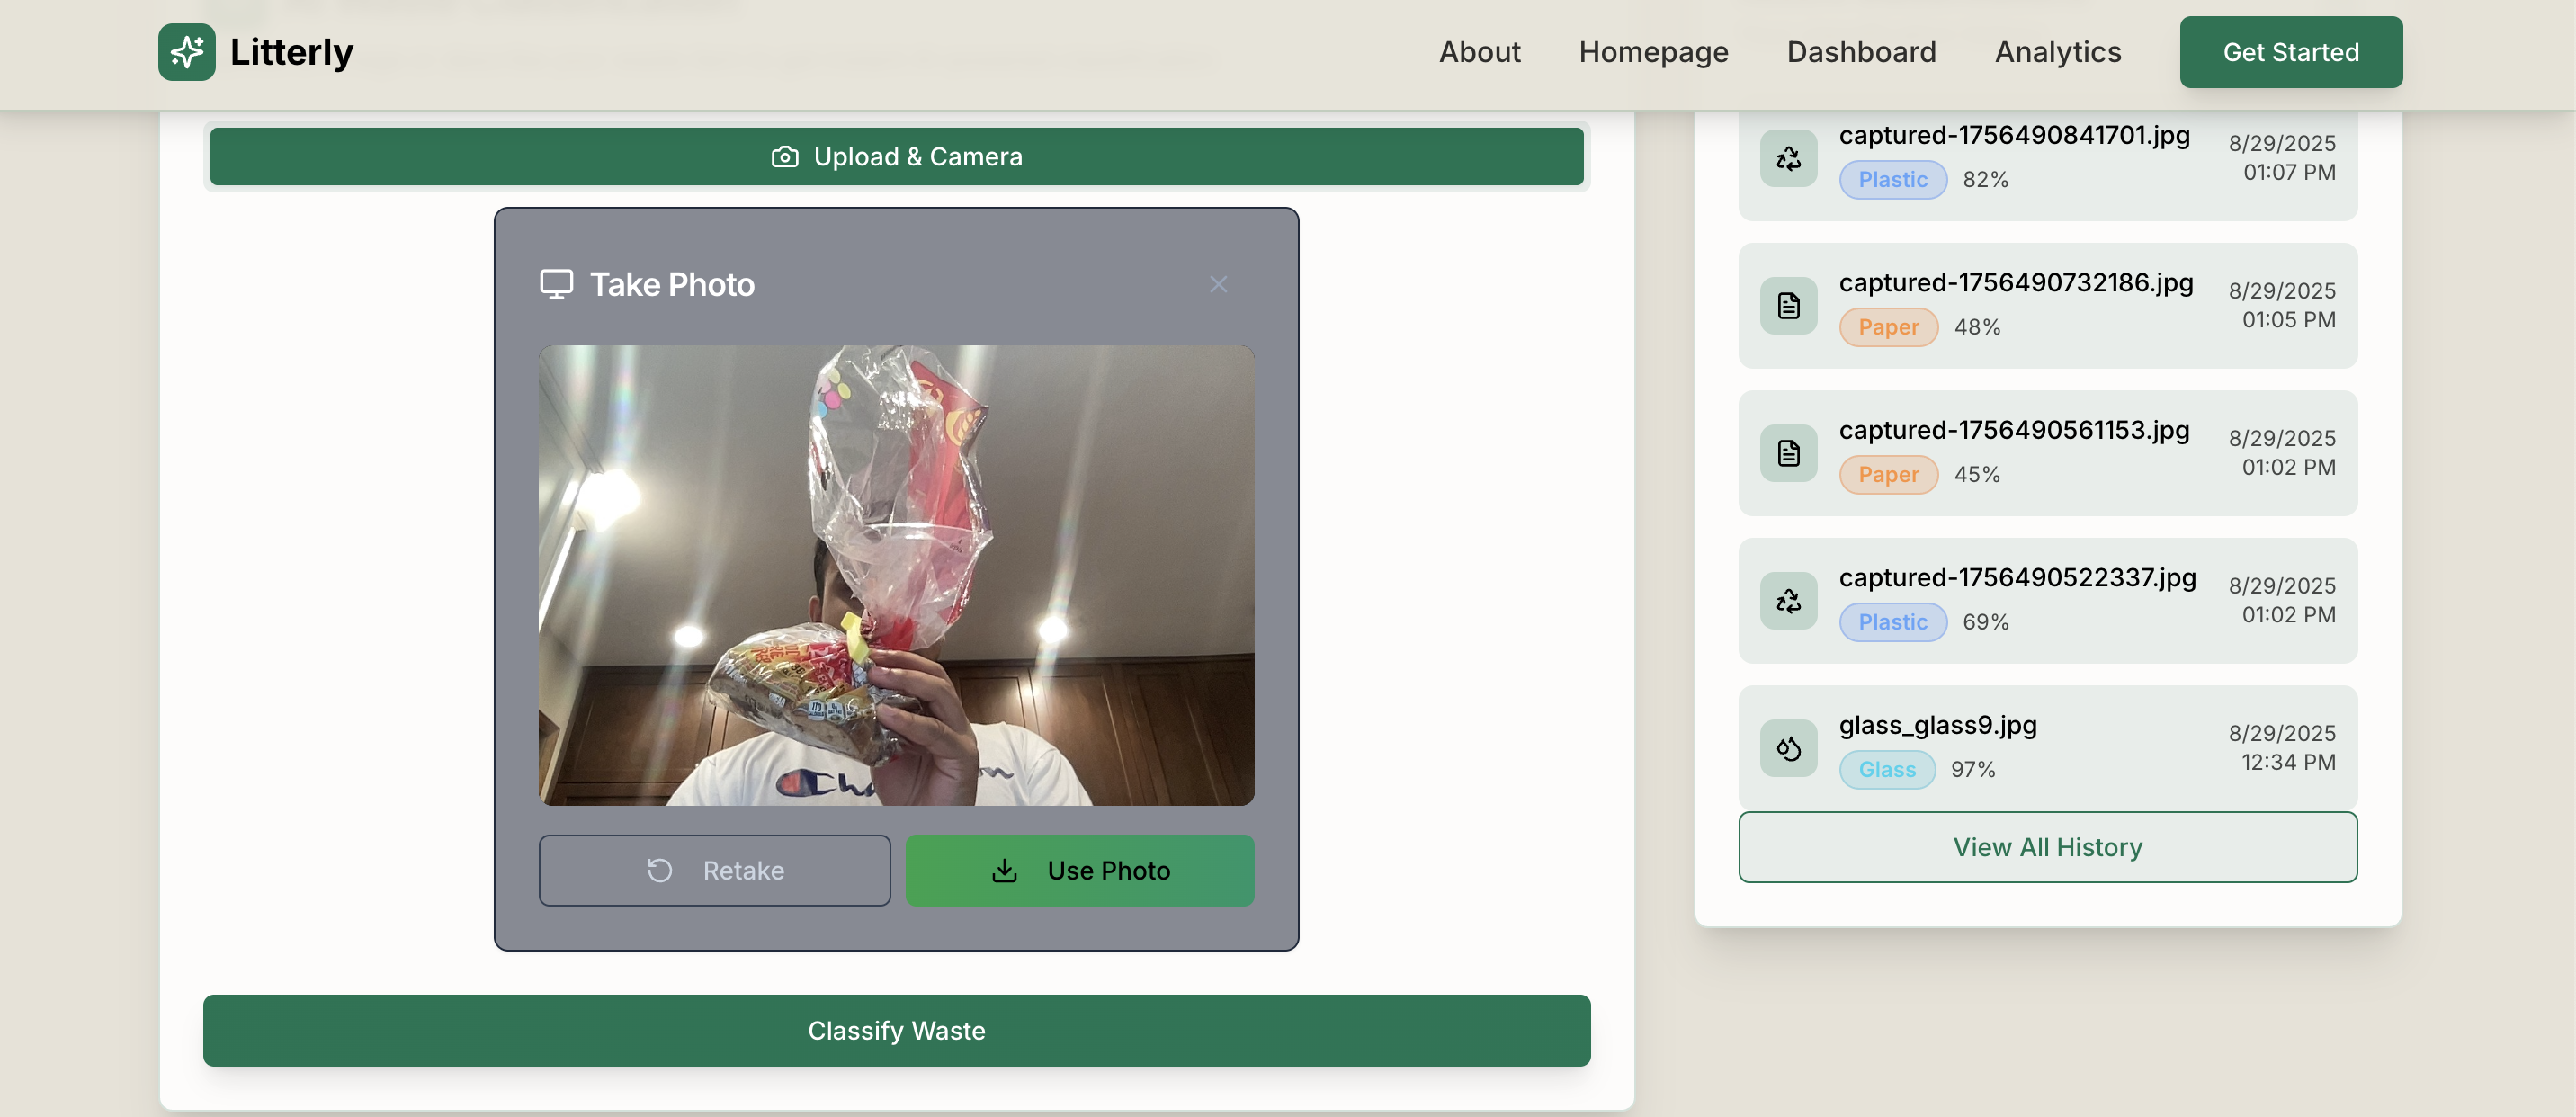 Litterly
About
Homepage
Dashboard
Analytics
Get Started
Upload & Camera
Take Photo
Retake
Use Photo
Classify Waste
captured-1756490841701.jpg
Plastic 82%
8/29/2025
01:07 PM
captured-1756490732186.jpg
Paper 48%
8/29/2025
01:05 PM
captured-1756490561153.jpg
Paper 45%
8/29/2025
01:02 PM
captured-1756490522337.jpg
Plastic 69%
8/29/2025
01:02 PM
glass_glass9.jpg
Glass 97%
8/29/2025
12:34 PM
View All History